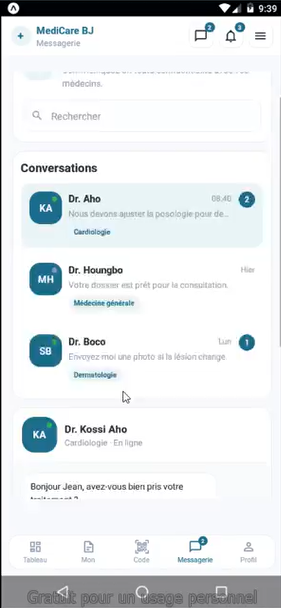 9:39
MediCare BJ
Messagerie
2
3
médecins.
Rechercher
Conversations
KA
Dr. Aho
08:40
2
Nous devons ajuster la posologie pour de...
Cardiologie
MH
Dr. Houngbo
Hier
Votre dossier est prêt pour la consultation.
Médecine générale
SB
Dr. Boco
Lun
1
Envoyez-moi une photo si la lésion change.
Dermatologie
KA
Dr. Kossi Aho
Cardiologie · En ligne
Bonjour Jean, avez-vous bien pris votre
traitement ?
Tableau
Mon
Code
2
Messagerie
Profil
Gratuit pour un usage personnel